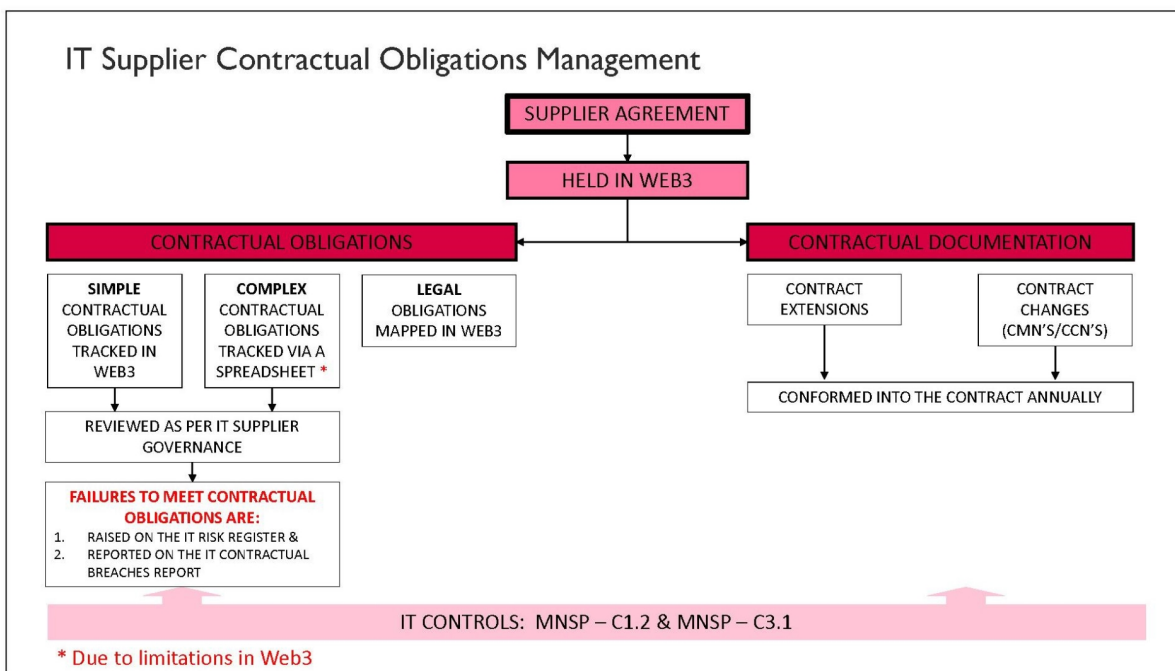 IT Supplier Contractual Obligations Management
SUPPLIER AGREEMENT
HELD IN WEB3
CONTRACTUAL OBLIGATIONS
SIMPLE
CONTRACTUAL
OBLIGATIONS
TRACKED IN
WEB3
COMPLEX
CONTRACTUAL
OBLIGATIONS
TRACKED VIA A
SPREADSHEET *
LEGAL
OBLIGATIONS
MAPPED IN WEB3
REVIEWED AS PER IT SUPPLIER
GOVERNANCE
FAILURES TO MEET CONTRACTUAL
OBLIGATIONS ARE:
1. RAISED ON THE IT RISK REGISTER &
2. REPORTED ON THE IT CONTRACTUAL
BREACHES REPORT
CONTRACTUAL DOCUMENTATION
CONTRACT
EXTENSIONS
CONTRACT
CHANGES
(CMN'S/CCN'S)
CONFORMED INTO THE CONTRACT ANNUALLY
IT CONTROLS: MNSP – C1.2 & MNSP – C3.1
* Due to limitations in Web3